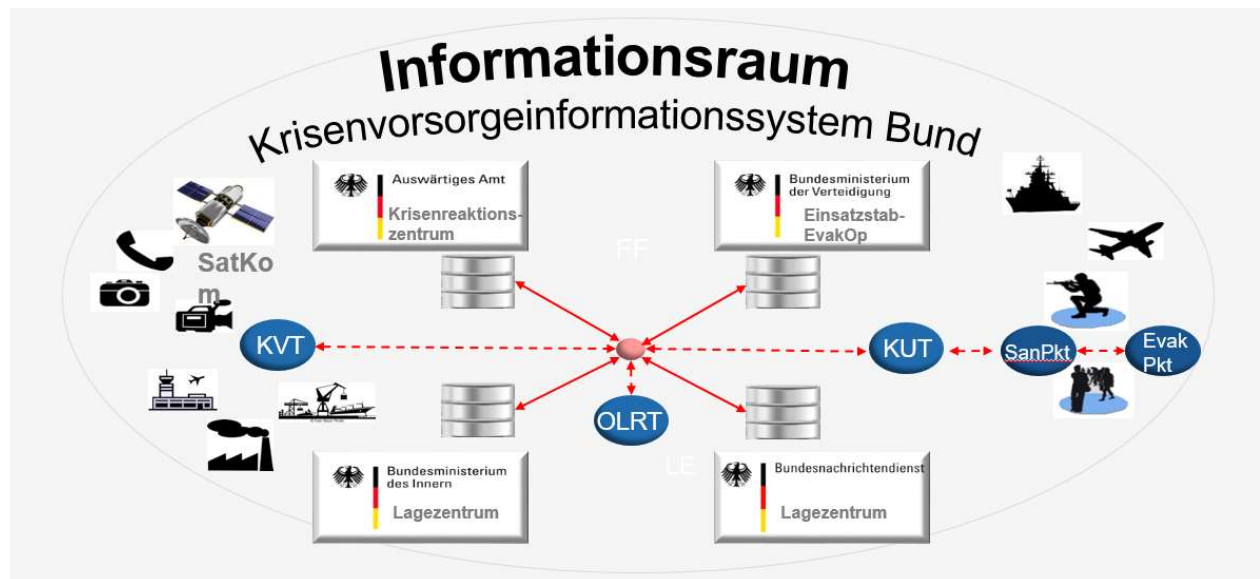 Informationsraum
Krisenvorsorgeinformationssystem Bund
Auswärtiges Amt
Krisenreaktions-
zentrum
Bundesministerium
der Verteidigung
Einsatzstab-
EvakOp
FF
SatKo
m
KVT
KUT
SanPkt
Evak
Pkt
OLRT
LE
Bundesministerium
des Innern
Lagezentrum
Bundesnachrichtendienst
Lagezentrum